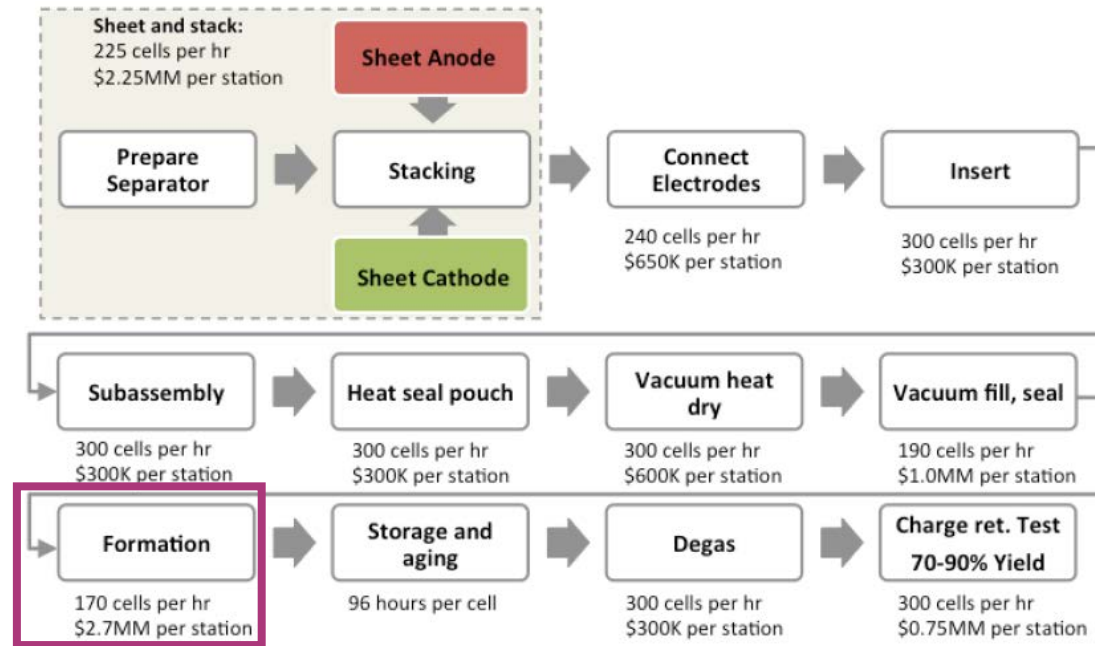 Sheet and stack:
225 cells per hr
$2.25MM per station
Sheet Anode
Prepare
Separator
Stacking
Connect
Electrodes
Insert
Sheet Cathode
240 cells per hr
$650K per station
300 cells per hr
$300K per station
Subassembly
Heat seal pouch
Vacuum heat
dry
Vacuum fill, seal
300 cells per hr
$300K per station
300 cells per hr
$300K per station
300 cells per hr
$600K per station
190 cells per hr
$1.0MM per station
Formation
Storage and
aging
Degas
Charge ret. Test
70-90% Yield
170 cells per hr
$2.7MM per station
96 hours per cell
300 cells per hr
$300K per station
300 cells per hr
$0.75MM per station